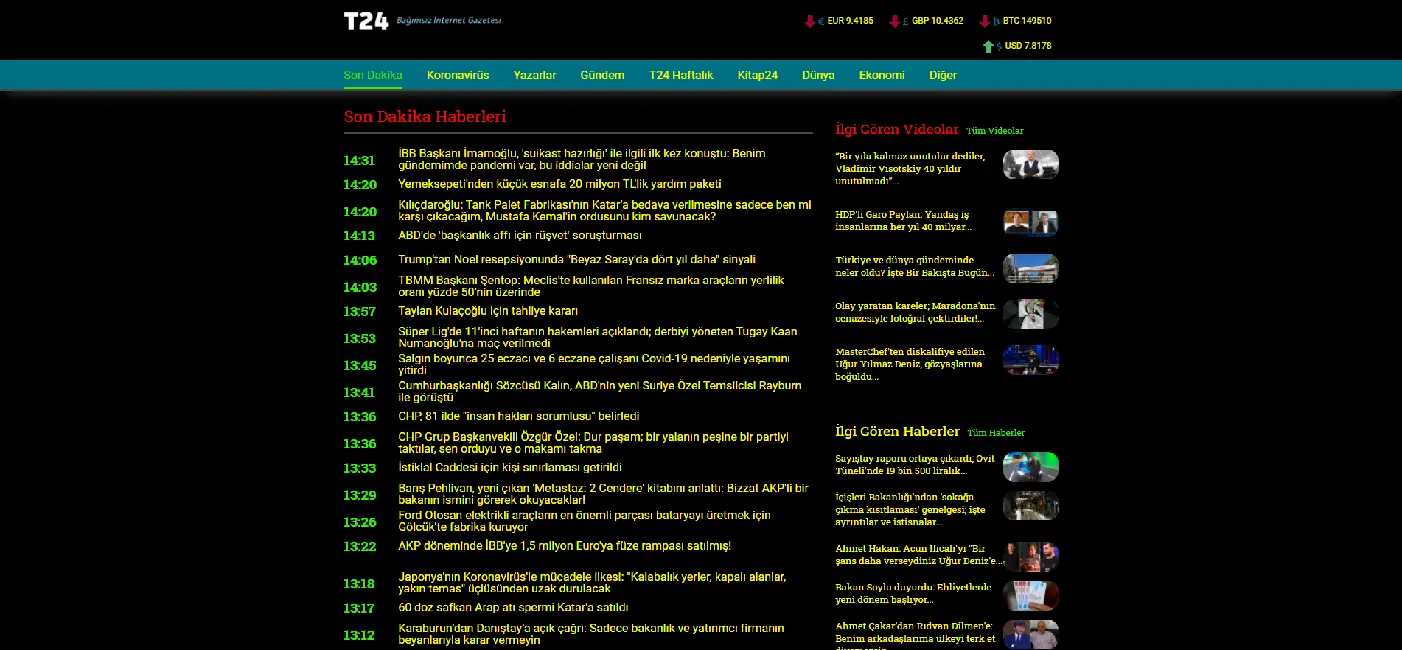 T24 Bağımsız İnternet Gazetesi
€ EUR 9.4185 £ GBP 10.4362 ₿ BTC 149510
$ USD 7.8178
Son Dakika Koronavirüs Yazarlar Gündem T24 Haftalık Kitap24 Dünya Ekonomi Diğer
Son Dakika Haberleri
14:31 İBB Başkanı İmamoğlu, 'suikast hazırlığı' ile ilgili ilk kez konuştu: Benim
gündemimde pandemi var, bu iddialar yeni değil
14:20 Yemeksepeti'nden küçük esnafa 20 milyon TL'lik yardım paketi
14:20 Kılıçdaroğlu: Tank Palet Fabrikası'nın Katar'a bedava verilmesine sadece ben mi
karşı çıkacağım, Mustafa Kemal'in ordusunu kim savunacak?
14:13 ABD'de 'başkanlık affı için rüşvet' soruşturması
14:06 Trump'tan Noel resepsiyonunda "Beyaz Saray'da dört yıl daha" sinyali
14:03 TBMM Başkanı Şentop: Meclis'te kullanılan Fransız marka araçların yerlilik
oranı yüzde 50'nin üzerinde
13:57 Taylan Kulaçoğlu için tahliye kararı
13:53 Süper Lig'de 11'inci haftanın hakemleri açıklandı; derbiyi yöneten Tugay Kaan
Numanoğlu'na maç verilmedi
13:45 Salgın boyunca 25 eczacı ve 6 eczane çalışanı Covid-19 nedeniyle yaşamını
yitirdi
13:41 Cumhurbaşkanlığı Sözcüsü Kalın, ABD'nin yeni Suriye Özel Temsilcisi Rayburn
ile görüştü
13:36 CHP, 81 ilde "insan hakları sorumlusu" belirledi
13:36 CHP Grup Başkanvekili Özgür Özel: Dur paşam; bir yalanın peşine bir partiyi
taktılar, sen orduyu ve o makamı takma
13:33 İstiklal Caddesi için kişi sınırlaması getirildi
13:29 Barış Pehlivan, yeni çıkan 'Metastaz: 2 Cendere' kitabını anlattı: Bizzat AKP'li bir
bakanın ismini görerek okuyacaklar!
13:26 Ford Otosan elektrikli araçların en önemli parçası bataryayı üretmek için
Gölcük'te fabrika kuruyor
13:22 AKP döneminde İBB'ye 1,5 milyon Euro'ya füze rampası satılmış!
13:18 Japonya'nın Koronavirüs'le mücadele ilkesi: "Kalabalık yerler, kapalı alanlar,
yakın temas" üçlüsünden uzak durulacak
13:17 60 doz safkan Arap atı spermi Katar'a satıldı
13:12 Karaburun'dan Danıştay'a açık çağrı: Sadece bakanlık ve yatırımcı firmanın
beyanlarıyla karar vermeyin
İlgi Gören Videolar Tüm Videolar
"Bir yıla kalmaz unutulur dediler,
Vladimir Visotskiy 40 yıldır
unutulmadı"...
HDP'li Garo Paylan: Yandaş iş
insanlarına her yıl 40 milyar...
Türkiye ve dünya gündeminde
neler oldu? İşte Bir Bakışta Bugün...
Olay yaratan kareler; Maradona'nın
cenazesiyle fotoğraf çektirdiler!...
MasterChef'ten diskalifiye edilen
Uğur Yılmaz Deniz, gözyaşlarına
boğuldu...
İlgi Gören Haberler Tüm Haberler
Sayıştay raporu ortaya çıkardı; Ovit
Tüneli'nde 19 bin 500 liralık...
İçişleri Bakanlığı'ndan 'sokağa
çıkma kısıtlaması' genelgesi; işte
ayrıntılar ve istisnalar...
Ahmet Hakan: Acun Ilıcalı'yı "Bir
şans daha verseydiniz Uğur Deniz'e...
Bakan Soylu duyurdu: Ehliyetlerde
yeni dönem başlıyor...
Ahmet Çakar'dan Rıdvan Dilmen'e:
Benim arkadaşlarıma ülkeyi terk et